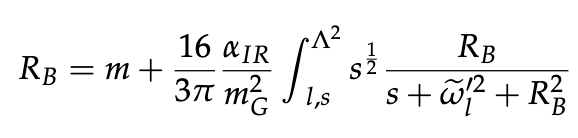 R_B = m + \frac{16}{3\pi} \frac{\alpha_{IR}}{m_G^2} \int_{l,s}^{\Lambda^2} s^{\frac{1}{2}} \frac{R_B}{s + \widetilde{\omega}_l^{\prime 2} + R_B^2}